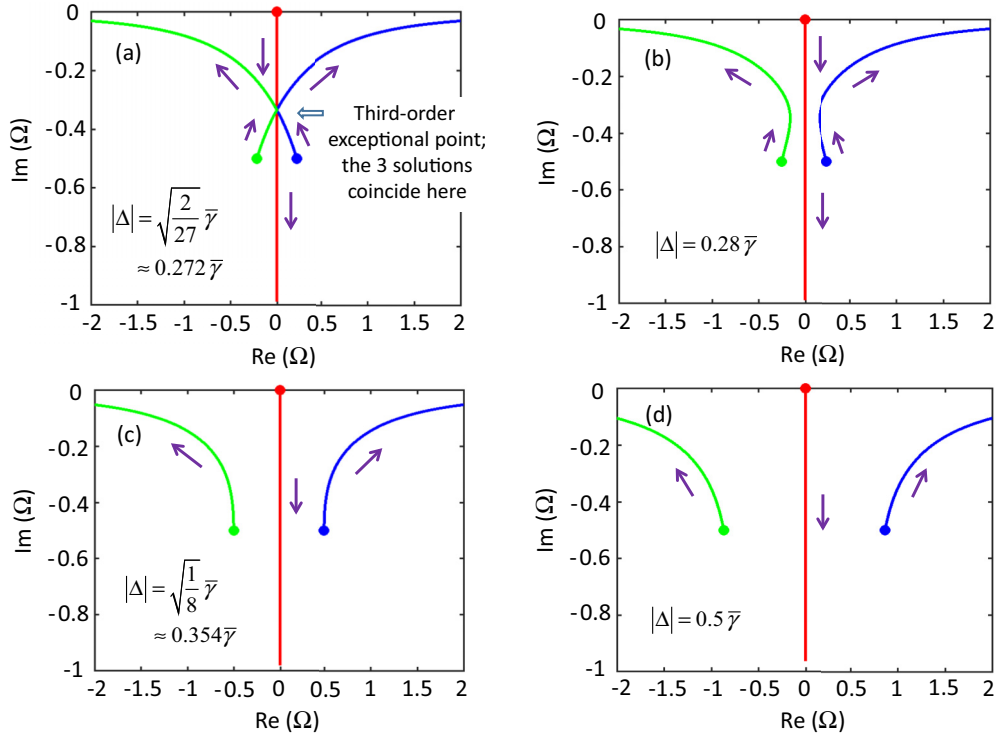 (a)
0
-0.2
-0.4
-0.6
-0.8
-1
Im (Ω)
Third-order
exceptional point;
the 3 solutions
coincide here
|Δ| = √(2/27) γ̄
≈ 0.272 γ̄
-2 -1.5 -1 -0.5 0 0.5 1 1.5 2
Re (Ω)
(b)
0
-0.2
-0.4
-0.6
-0.8
-1
Im (Ω)
|Δ| = 0.28 γ̄
-2 -1.5 -1 -0.5 0 0.5 1 1.5 2
Re (Ω)
(c)
0
-0.2
-0.4
-0.6
-0.8
-1
Im (Ω)
|Δ| = √(1/8) γ̄
≈ 0.354 γ̄
-2 -1.5 -1 -0.5 0 0.5 1 1.5 2
Re (Ω)
(d)
0
-0.2
-0.4
-0.6
-0.8
-1
Im (Ω)
|Δ| = 0.5 γ̄
-2 -1.5 -1 -0.5 0 0.5 1 1.5 2
Re (Ω)